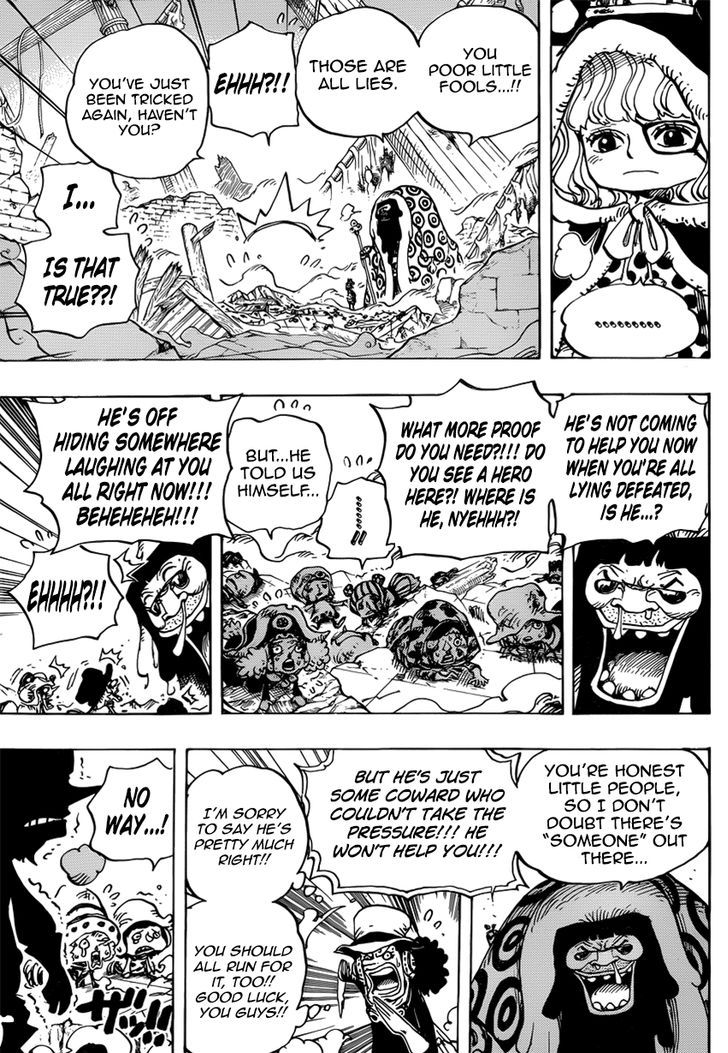 ............
YOU
POOR LITTLE
FOOLS...!!
THOSE ARE
ALL LIES.
EHHH?!!
YOU'VE JUST
BEEN TRICKED
AGAIN, HAVEN'T
YOU?
I...
IS THAT
TRUE??!
HE'S NOT COMING
TO HELP YOU NOW
WHEN YOU'RE ALL
LYING DEFEATED,
IS HE...?
WHAT MORE PROOF
DO YOU NEED?!!! DO
YOU SEE A HERO
HERE?! WHERE IS
HE, NYEHHH?!
........!!
BUT...HE
TOLD US
HIMSELF...
HE'S OFF
HIDING SOMEWHERE
LAUGHING AT YOU
ALL RIGHT NOW!!!
BEHEHEHEH!!!
EHHHH?!!
YOU'RE HONEST
LITTLE PEOPLE,
SO I DON'T
DOUBT THERE'S
"SOMEONE" OUT
THERE...
BUT HE'S JUST
SOME COWARD WHO
COULDN'T TAKE THE
PRESSURE!!! HE
WON'T HELP YOU!!!
I'M SORRY
TO SAY HE'S
PRETTY MUCH
RIGHT!!
YOU SHOULD
ALL RUN FOR
IT, TOO!!
GOOD LUCK,
YOU GUYS!!
NO
WAY...!
ザザッ